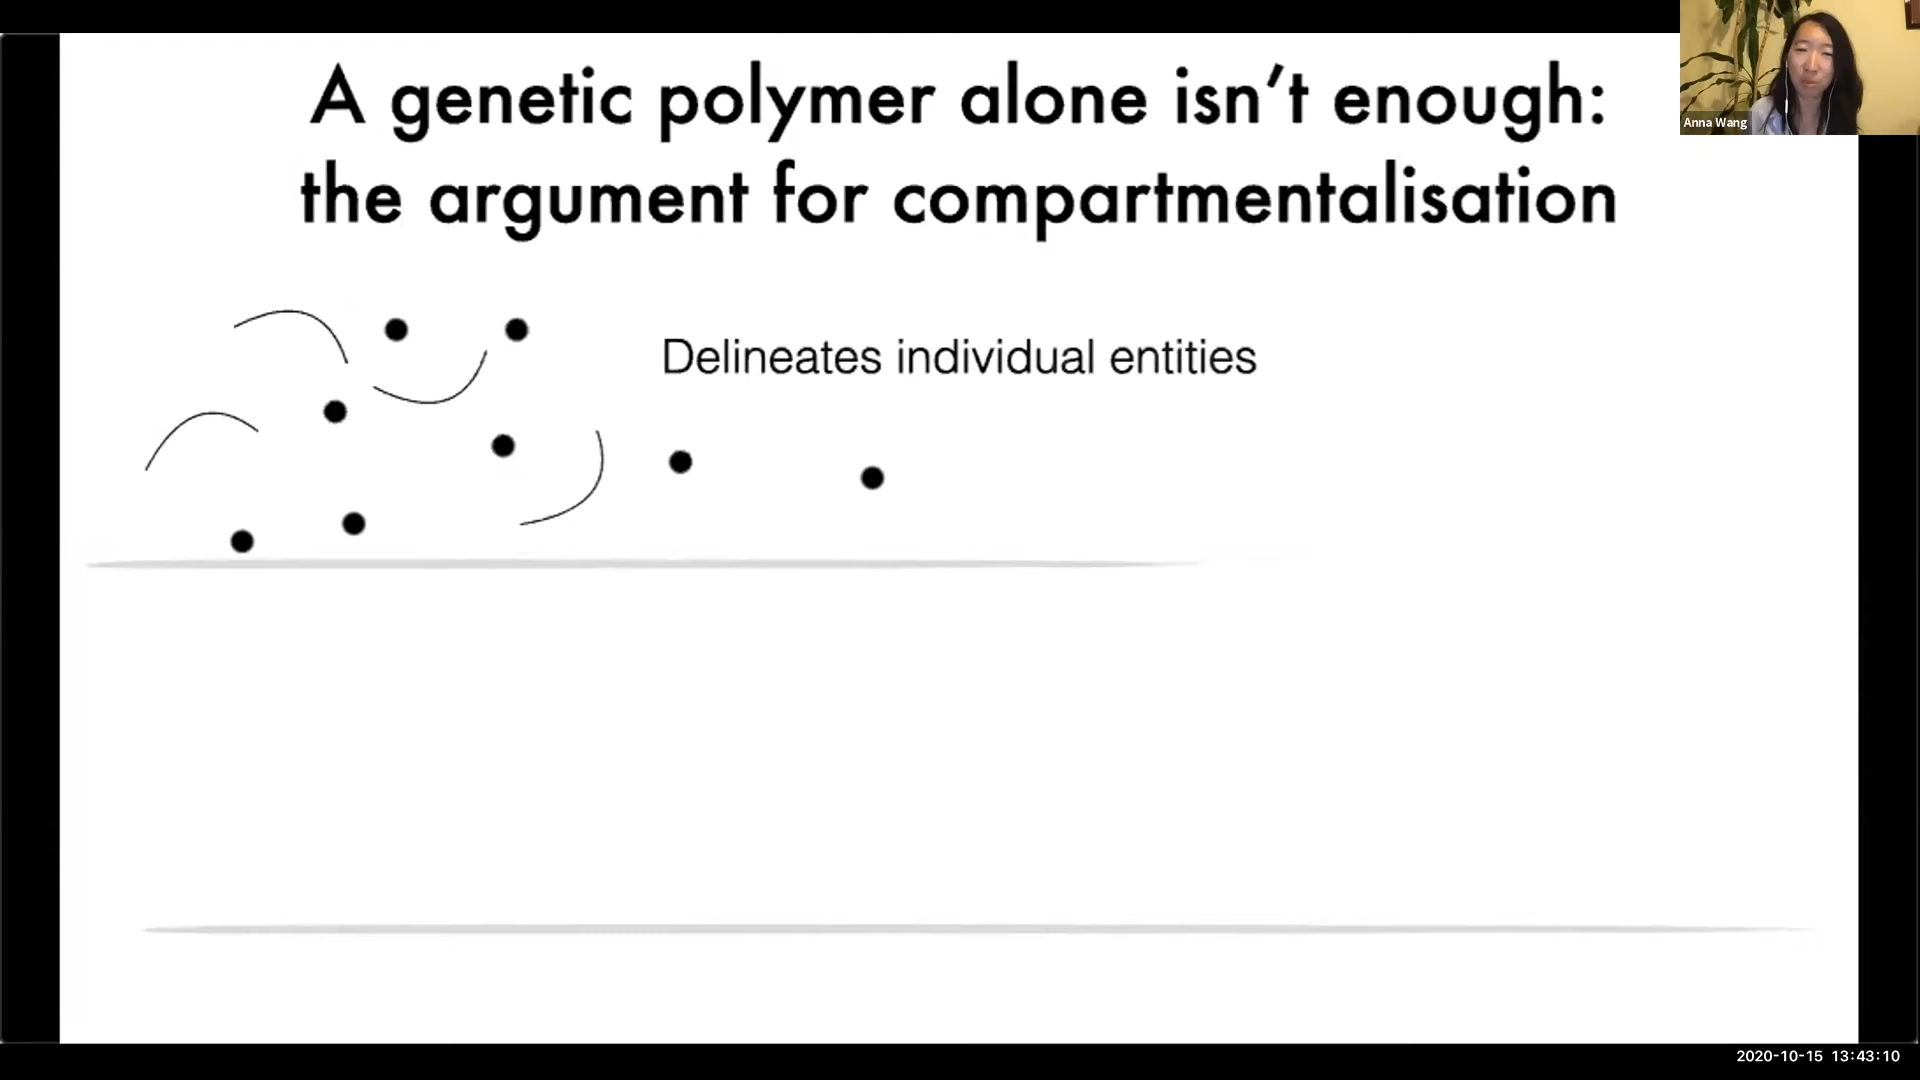 A genetic polymer alone isn’t enough:
the argument for compartmentalisation
Anna Wang
Delineates individual entities
2020-10-15 13:43:10